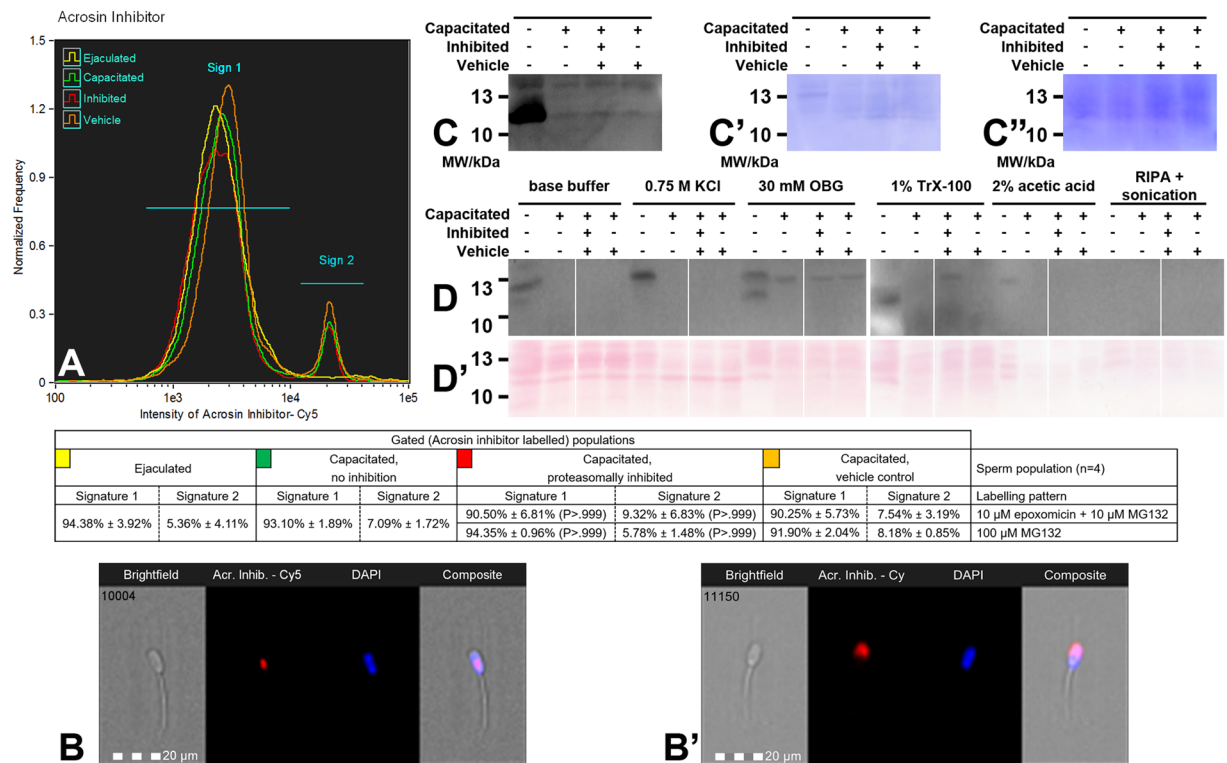 Acrosin Inhibitor
1.5
1.2
0.9
0.6
0.3
0
Normalized Frequency
Ejaculated
Capacitated
Inhibited
Vehicle
Sign 1
Sign 2
A
100 1e3 1e4 1e5
Intensity of Acrosin Inhibitor- Cy5
Capacitated - + + +
Inhibited - - + -
Vehicle - - + +
13
10
C
MW/kDa
- + + +
Inhibited - - + -
Vehicle - - + +
13
10
C'
Capacitated - + + +
Inhibited - - + -
Vehicle - - + +
13
10
C"
MW/kDa
MW/kDa
base buffer 0.75 M KCl 30 mM OBG 1% TrX-100 2% acetic acid RIPA + sonication
Capacitated - + + + - + + + - + + + - + + + - + + + - + + +
Inhibited - - + - - - + - - - + - - - + - - - + - - - + -
Vehicle - - + + - - + + - - + + - - + + - - + + - - + +
D
13
10
D'
13
10
Gated (Acrosin inhibitor labelled) populations
Ejaculated
Capacitated, no inhibition
Capacitated, proteasomally inhibited
Capacitated, vehicle control
Sperm population (n=4)
Signature 1 Signature 2 Signature 1 Signature 2 Signature 1 Signature 2 Signature 1 Signature 2 Labelling pattern
94.38% ± 3.92% 5.36% ± 4.11% 93.10% ± 1.89% 7.09% ± 1.72%
90.50% ± 6.81% (P>.999) 9.32% ± 6.83% (P>.999) 90.25% ± 5.73% 7.54% ± 3.19% 10 µM epoxomicin + 10 µM MG132
94.35% ± 0.96% (P>.999) 5.78% ± 1.48% (P>.999) 91.90% ± 2.04% 8.18% ± 0.85% 100 µM MG132
Brightfield Acr. Inhib. - Cy5 DAPI Composite
10004
B
20 µm
Brightfield Acr. Inhib. - Cy DAPI Composite
11150
B'
20 µm